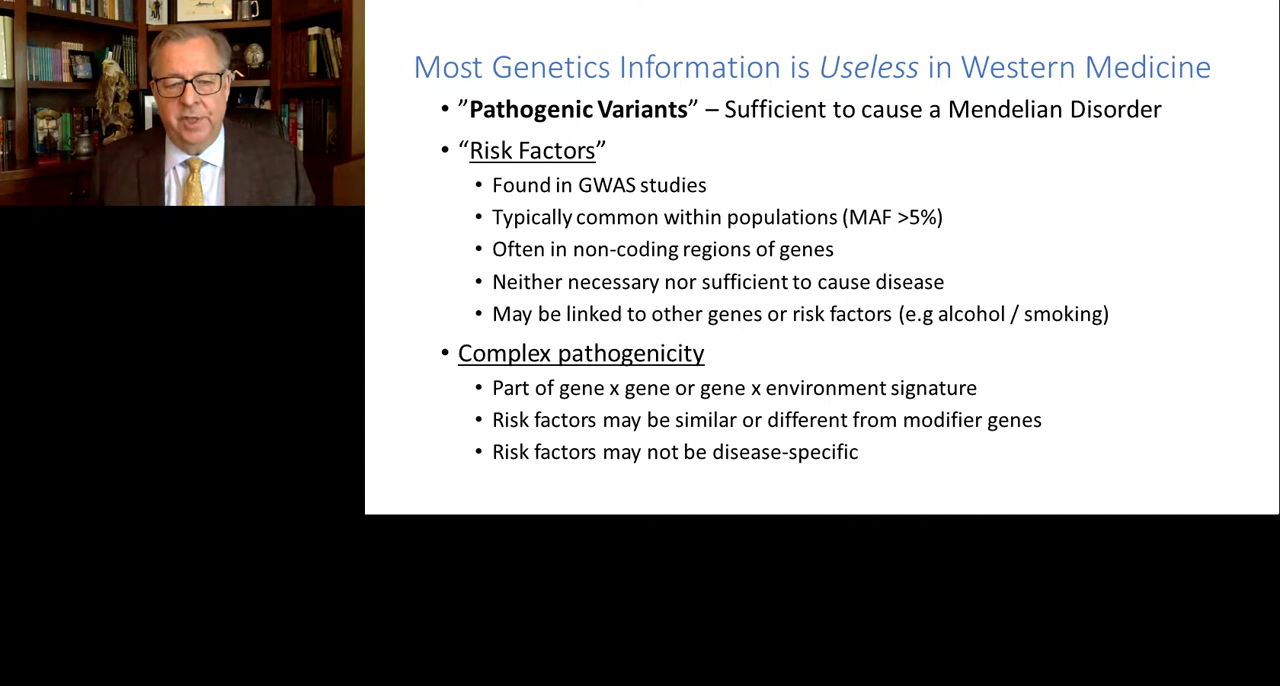 Most Genetics Information is Useless in Western Medicine
• ”Pathogenic Variants” – Sufficient to cause a Mendelian Disorder
• “Risk Factors”
• Found in GWAS studies
• Typically common within populations (MAF >5%)
• Often in non-coding regions of genes
• Neither necessary nor sufficient to cause disease
• May be linked to other genes or risk factors (e.g alcohol / smoking)
• Complex pathogenicity
• Part of gene x gene or gene x environment signature
• Risk factors may be similar or different from modifier genes
• Risk factors may not be disease-specific